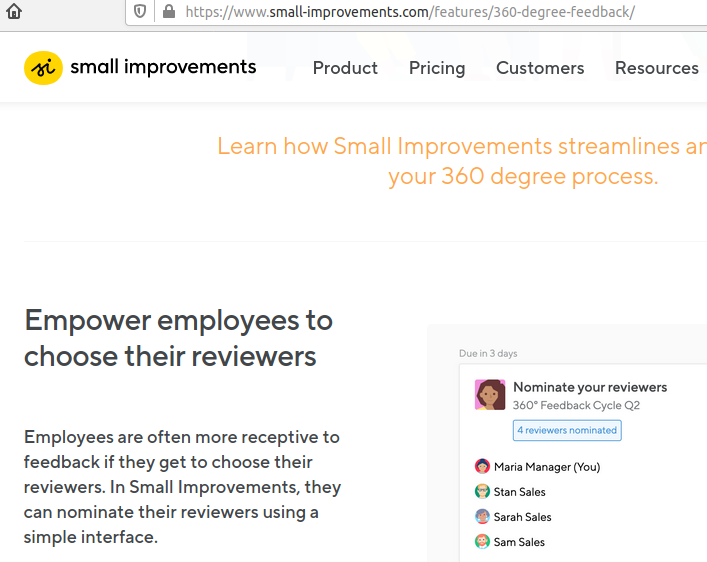 https://www.small-improvements.com/features/360-degree-feedback/
si small improvements Product Pricing Customers Resources
Learn how Small Improvements streamlines
your 360 degree process.
Empower employees to
choose their reviewers
Employees are often more receptive to
feedback if they get to choose their
reviewers. In Small Improvements, they
can nominate their reviewers using a
simple interface.
Due in 3 days
Nominate your reviewers
360° Feedback Cycle Q2
4 reviewers nominated
Maria Manager (You)
Stan Sales
Sarah Sales
Sam Sales